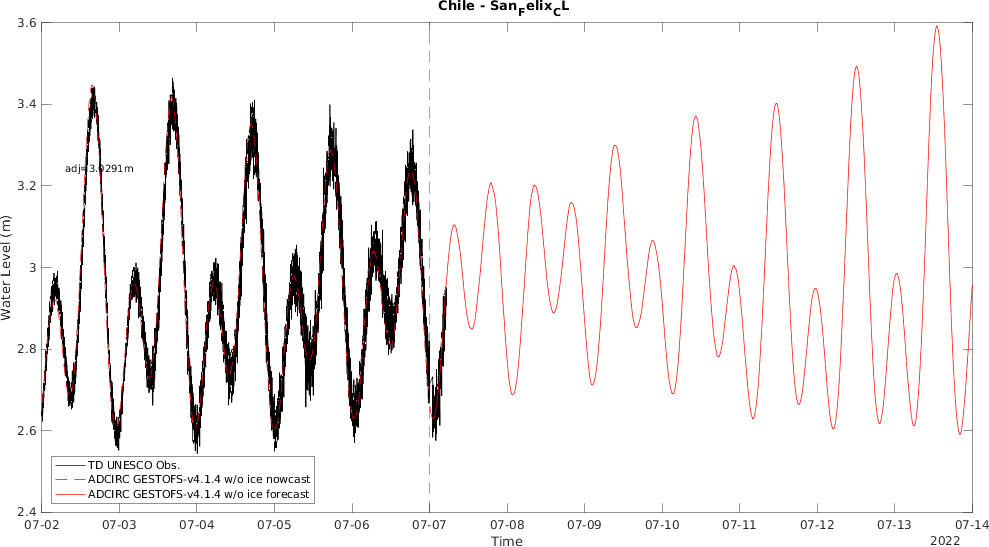 Chile - SanFelixCL
3.6
3.4
3.2
3
2.8
2.6
2.4
Water Level (m)
adj=3.0291m
TD UNESCO Obs.
ADCIRC GESTOFS-v4.1.4 w/o ice nowcast
ADCIRC GESTOFS-v4.1.4 w/o ice forecast
07-02 07-03 07-04 07-05 07-06 07-07 07-08 07-09 07-10 07-11 07-12 07-13 07-14
Time
2022